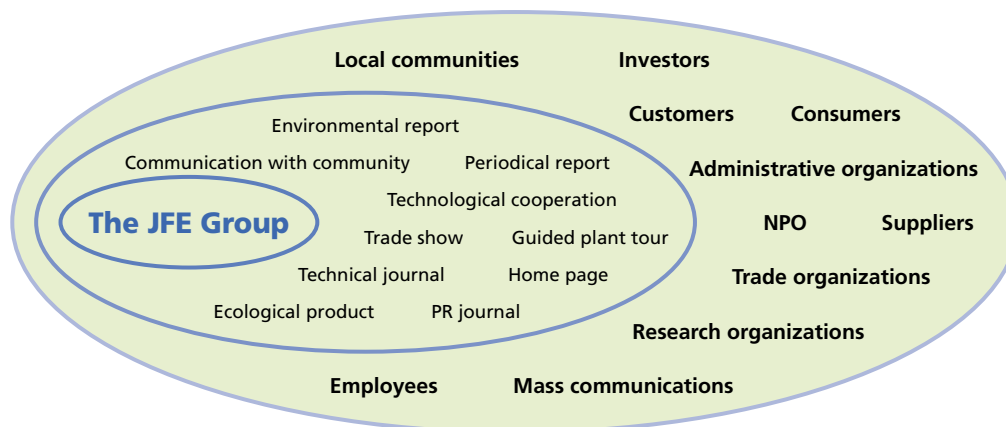 Local communities Investors
Customers Consumers
Environmental report
Communication with community Periodical report
Administrative organizations
Technological cooperation
The JFE Group
NPO Suppliers
Trade show Guided plant tour
Technical journal Home page
Trade organizations
Ecological product PR journal
Research organizations
Employees Mass communications